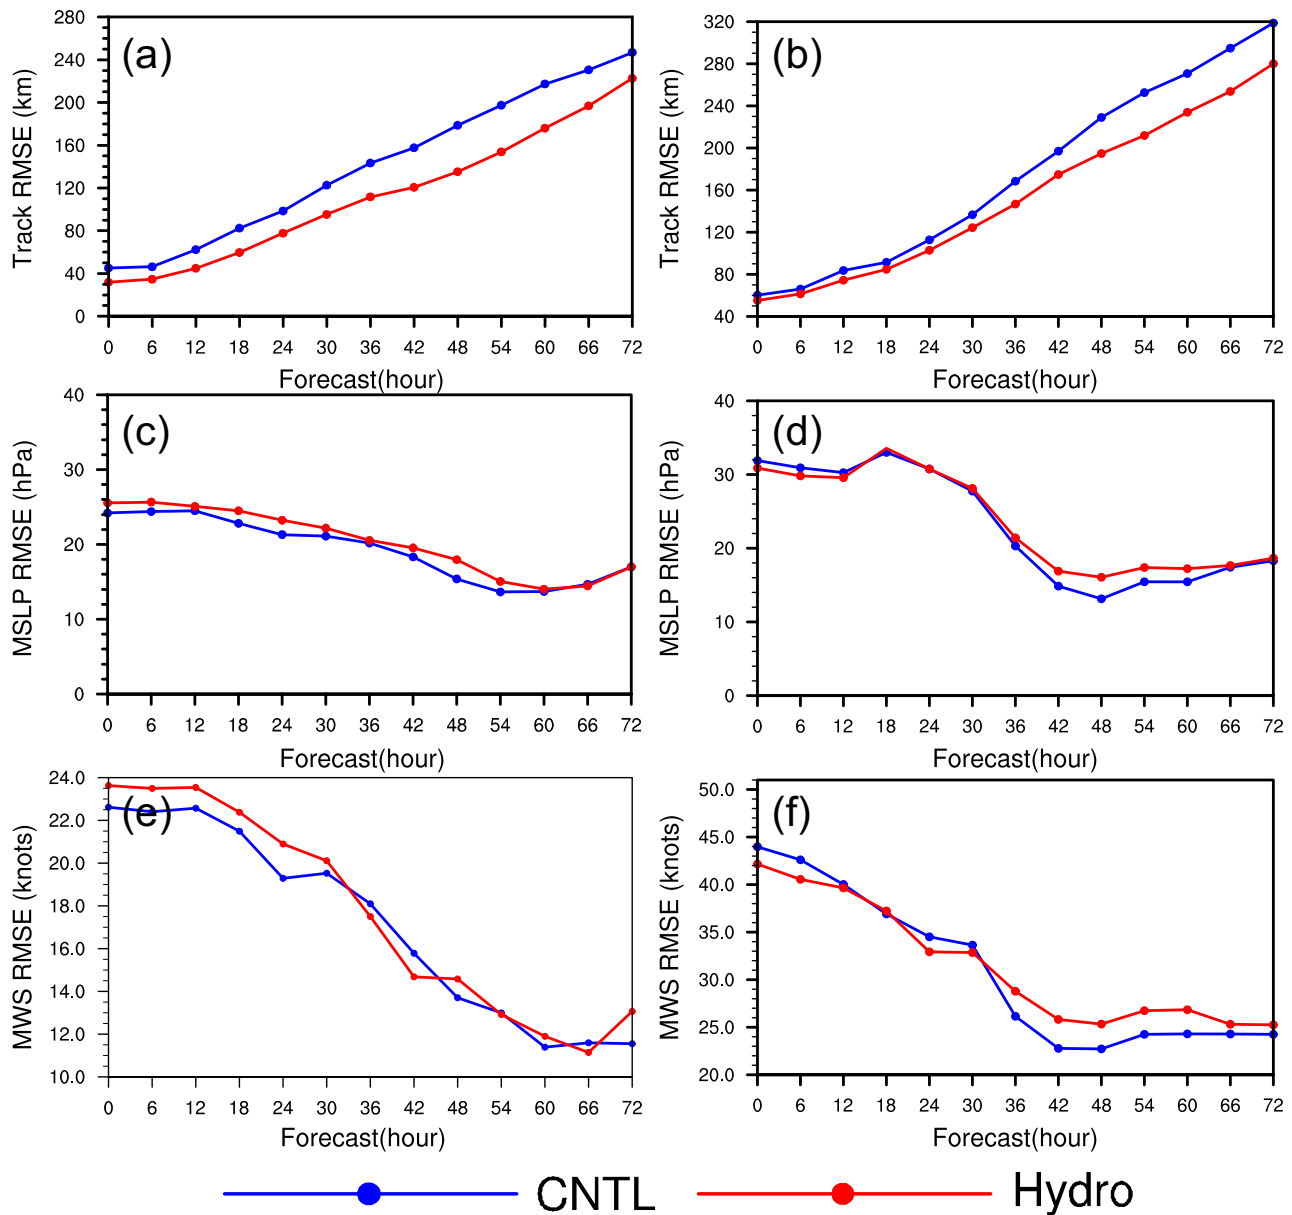 (a)
Track RMSE (km)
280
240
200
160
120
80
40
0
0 6 12 18 24 30 36 42 48 54 60 66 72
Forecast(hour)
(b)
Track RMSE (km)
320
280
240
200
160
120
80
40
0 6 12 18 24 30 36 42 48 54 60 66 72
Forecast(hour)
(c)
MSLP RMSE (hPa)
40
30
20
10
0
0 6 12 18 24 30 36 42 48 54 60 66 72
Forecast(hour)
(d)
MSLP RMSE (hPa)
40
30
20
10
0
0 6 12 18 24 30 36 42 48 54 60 66 72
Forecast(hour)
(e)
MWS RMSE (knots)
24.0
22.0
20.0
18.0
16.0
14.0
12.0
10.0
0 6 12 18 24 30 36 42 48 54 60 66 72
Forecast(hour)
(f)
MWS RMSE (knots)
50.0
45.0
40.0
35.0
30.0
25.0
20.0
0 6 12 18 24 30 36 42 48 54 60 66 72
Forecast(hour)
CNTL Hydro